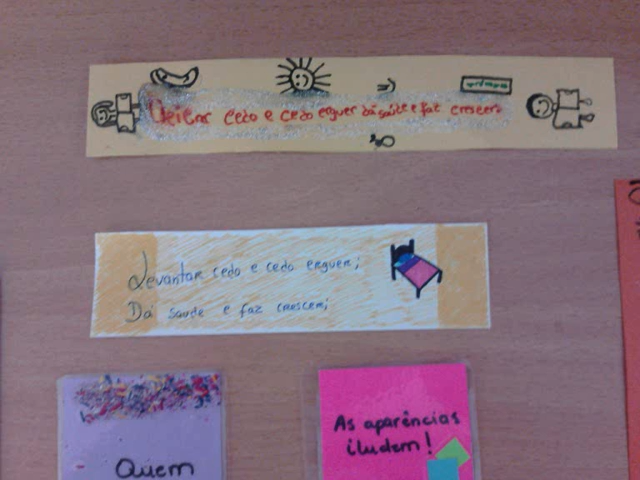 Deitar cedo e cedo erguer dá saúde e faz crescer
Levantar cedo e cedo erguer;
Dá saude e faz crescer;
Quem
As aparências
iludem!